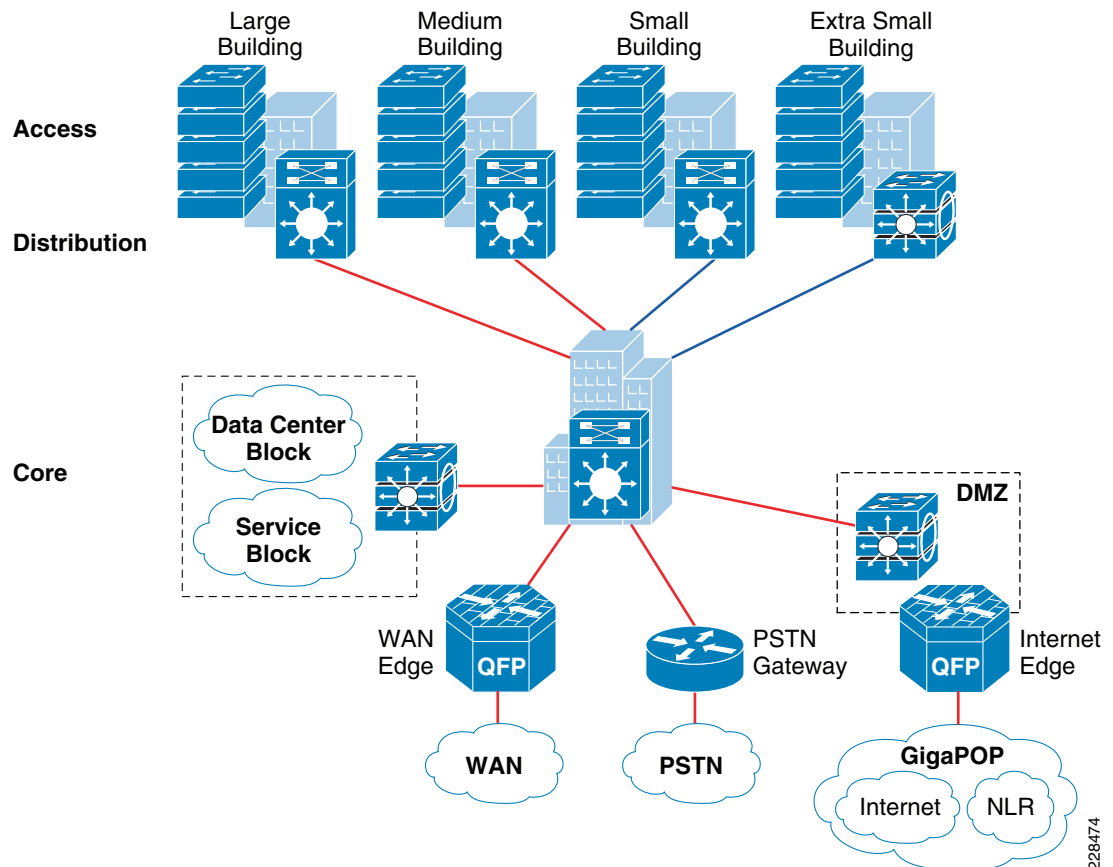 Large
Building
Medium
Building
Small
Building
Extra Small
Building
Access
Distribution
Core
Data Center
Block
Service
Block
DMZ
WAN
Edge
QFP
PSTN
Gateway
QFP
Internet
Edge
WAN
PSTN
GigaPOP
Internet
NLR
228474